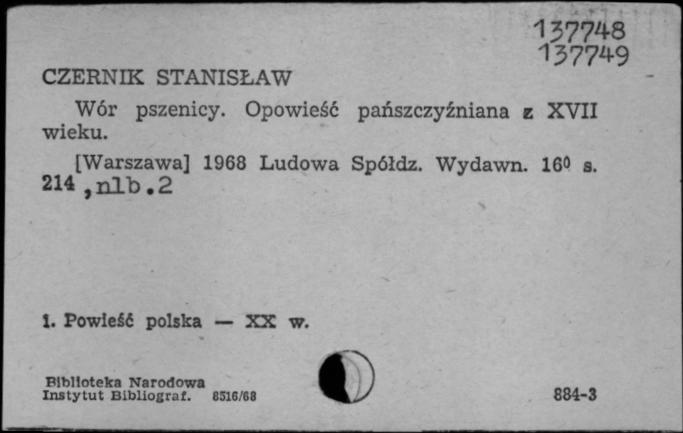 137748
137749
CZERNIK STANISŁAW
Wór pszenicy. Opowieść pańszczyźniana z XVII
wieku.
[Warszawa] 1968 Ludowa Spółdz. Wydawn. 16⁰ s.
214 ,nlb.2
1. Powieść polska — XX w.
Biblioteka Narodowa
Instytut Bibliograf. 8516/68
884-3